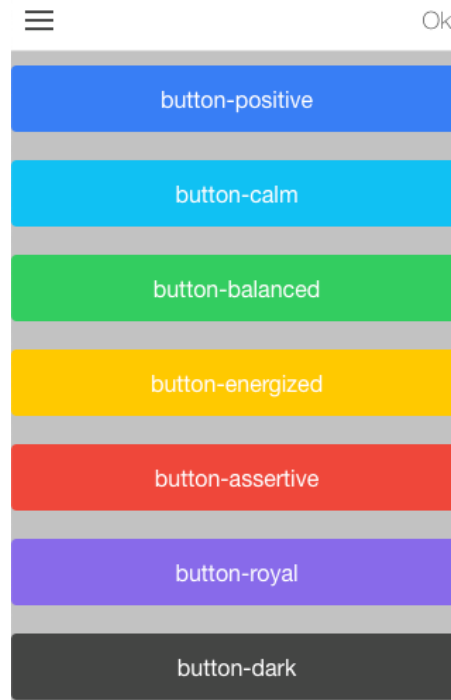 Ok
button-positive
button-calm
button-balanced
button-energized
button-assertive
button-royal
button-dark